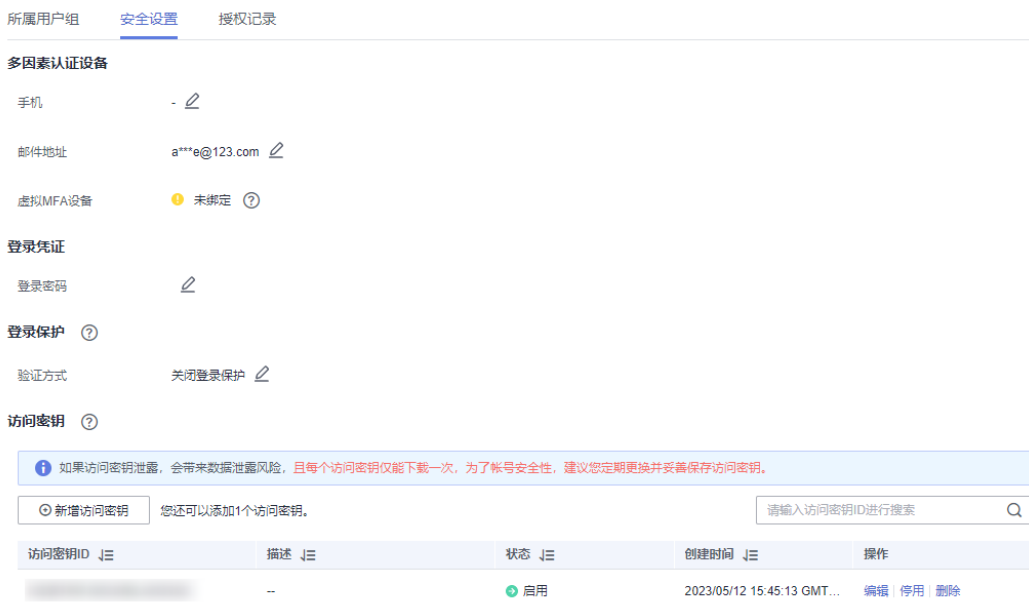 所属用户组 安全设置 授权记录
多因素认证设备
手机 -
邮件地址 a***e@123.com
虚拟MFA设备 未绑定
登录凭证
登录密码
登录保护
验证方式 关闭登录保护
访问密钥
如果访问密钥泄露，会带来数据泄露风险，且每个访问密钥仅能下载一次，为了帐号安全性，建议您定期更换并妥善保存访问密钥。
新增访问密钥 您还可以添加1个访问密钥。 请输入访问密钥ID进行搜索
访问密钥ID 描述 状态 创建时间 操作
-- 启用 2023/05/12 15:45:13 GMT... 编辑 停用 删除